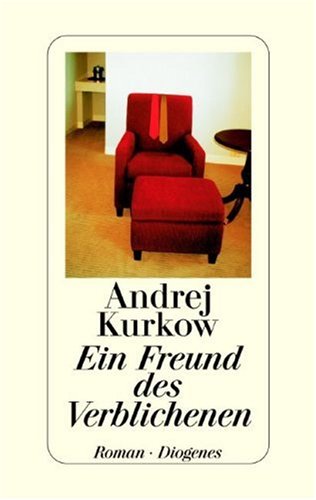 Andrej
Kurkow
Ein Freund
des
Verblichenen
Roman · Diogenes